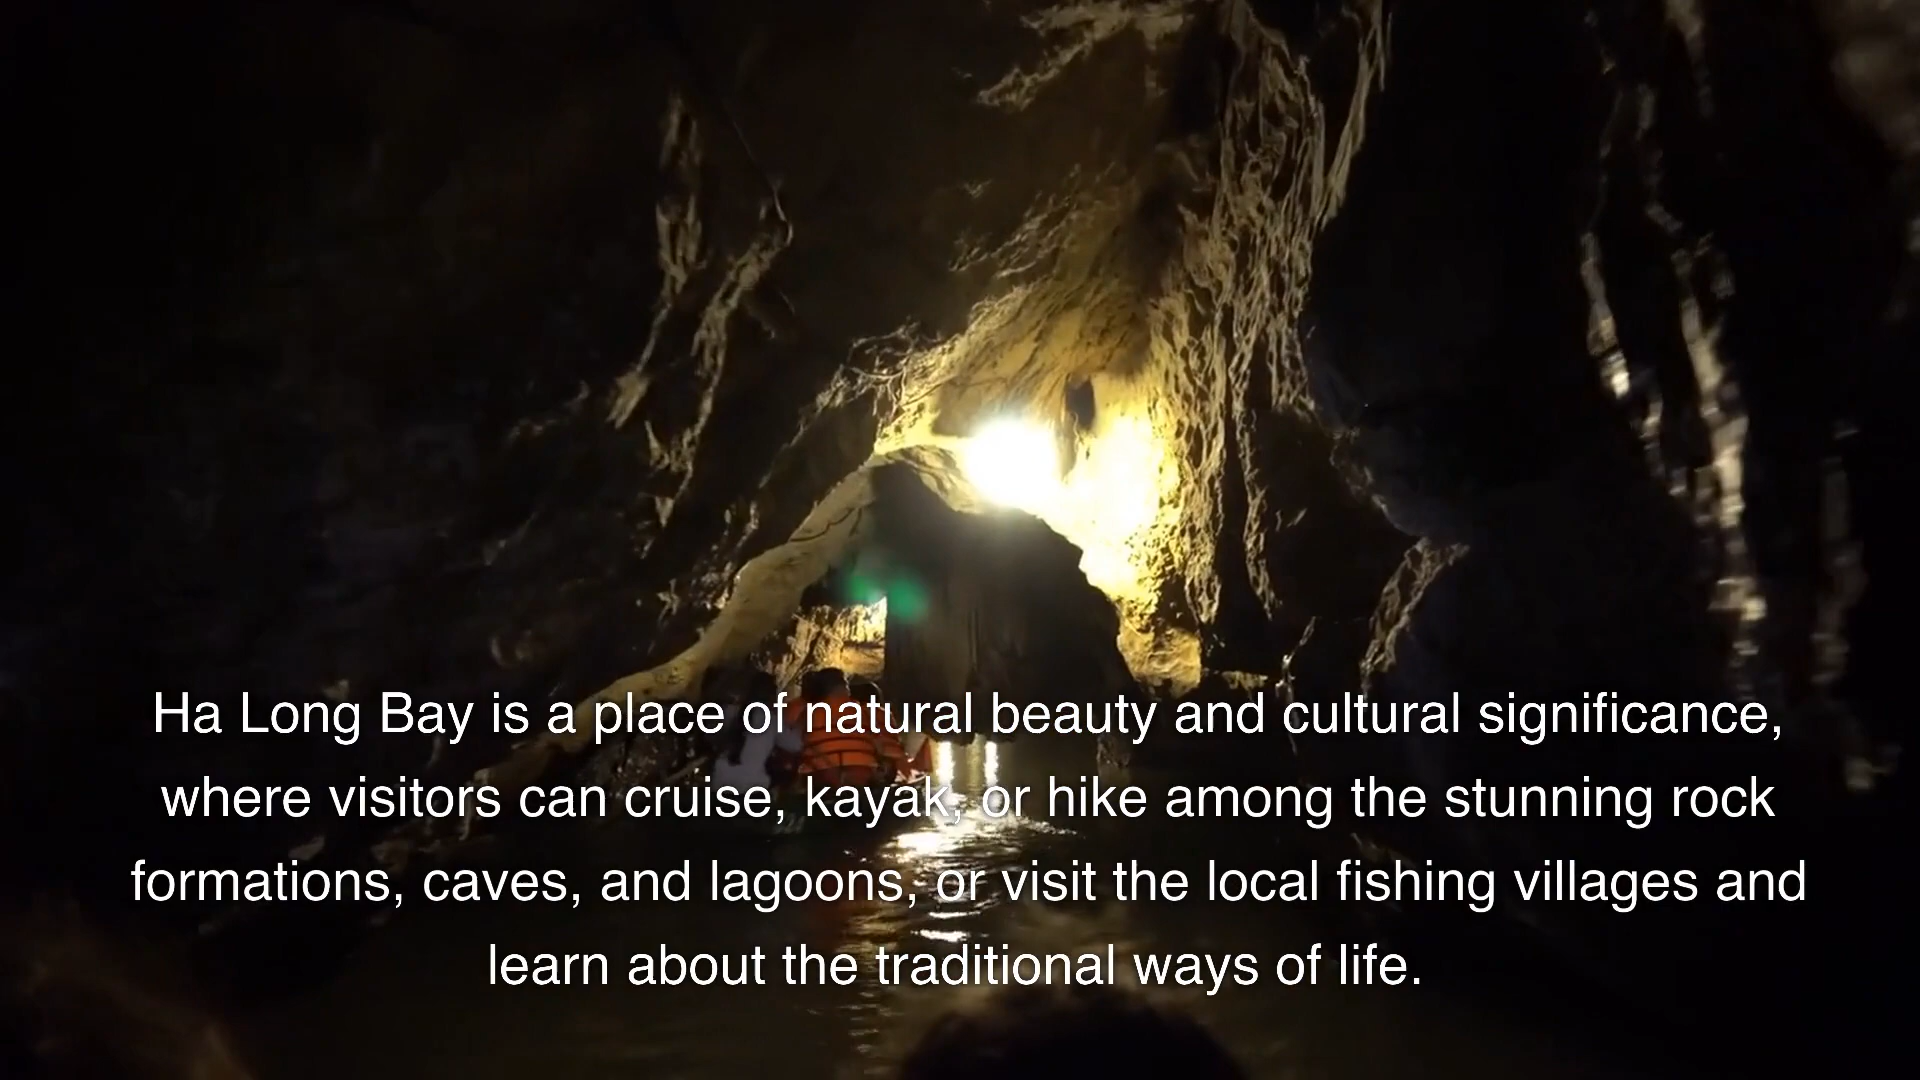 Ha Long Bay is a place of natural beauty and cultural significance,
where visitors can cruise, kayak, or hike among the stunning rock
formations, caves, and lagoons, or visit the local fishing villages and
learn about the traditional ways of life.